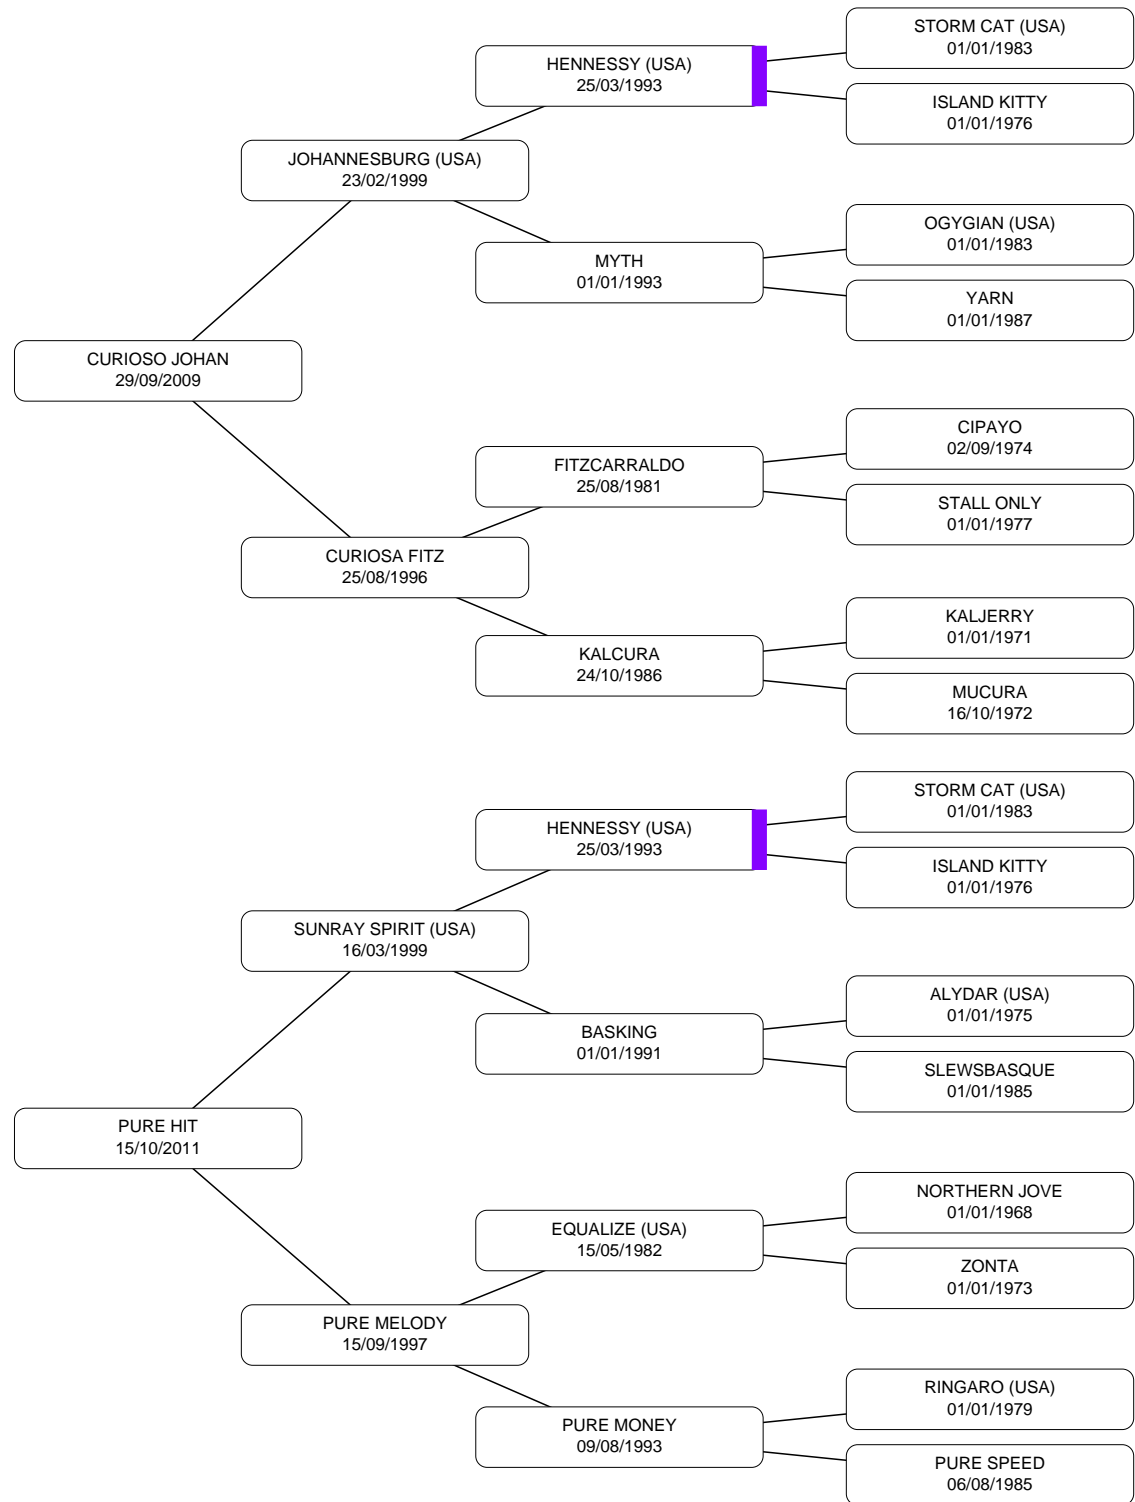 STORM CAT (USA)
01/01/1983
HENNESSY (USA)
25/03/1993
ISLAND KITTY
01/01/1976
JOHANNESBURG (USA)
23/02/1999
OGYGIAN (USA)
01/01/1983
MYTH
01/01/1993
YARN
01/01/1987
CURIOSO JOHAN
29/09/2009
CIPAYO
02/09/1974
FITZCARRALDO
25/08/1981
STALL ONLY
01/01/1977
CURIOSA FITZ
25/08/1996
KALJERRY
01/01/1971
KALCURA
24/10/1986
MUCURA
16/10/1972
STORM CAT (USA)
01/01/1983
HENNESSY (USA)
25/03/1993
ISLAND KITTY
01/01/1976
SUNRAY SPIRIT (USA)
16/03/1999
ALYDAR (USA)
01/01/1975
BASKING
01/01/1991
SLEWSBASQUE
01/01/1985
PURE HIT
15/10/2011
NORTHERN JOVE
01/01/1968
EQUALIZE (USA)
15/05/1982
ZONTA
01/01/1973
PURE MELODY
15/09/1997
RINGARO (USA)
01/01/1979
PURE MONEY
09/08/1993
PURE SPEED
06/08/1985